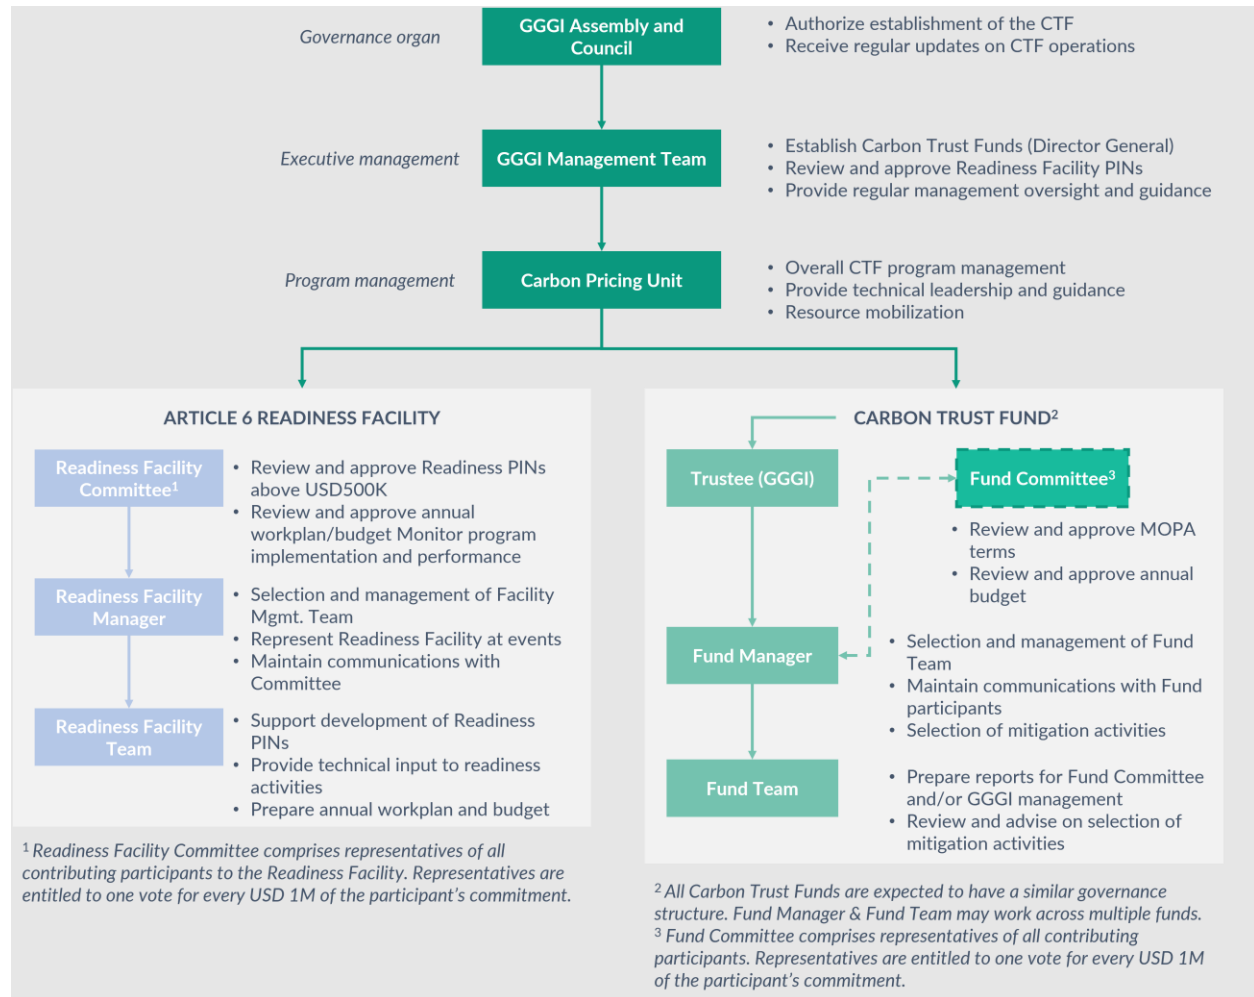 Governance organ
GGGI Assembly and
Council
• Authorize establishment of the CTF
• Receive regular updates on CTF operations
Executive management
GGGI Management Team
• Establish Carbon Trust Funds (Director General)
• Review and approve Readiness Facility PINs
• Provide regular management oversight and guidance
Program management
Carbon Pricing Unit
• Overall CTF program management
• Provide technical leadership and guidance
• Resource mobilization
ARTICLE 6 READINESS FACILITY
Readiness Facility
Committee¹
• Review and approve Readiness PINs
above USD500K
• Review and approve annual
workplan/budget Monitor program
implementation and performance
Readiness Facility
Manager
• Selection and management of Facility
Mgmt. Team
• Represent Readiness Facility at events
• Maintain communications with
Committee
Readiness Facility
Team
• Support development of Readiness
PINs
• Provide technical input to readiness
activities
• Prepare annual workplan and budget
¹ Readiness Facility Committee comprises representatives of all
contributing participants to the Readiness Facility. Representatives are
entitled to one vote for every USD 1M of the participant's commitment.
CARBON TRUST FUND²
Trustee (GGGI)
Fund Committee³
• Review and approve MOPA
terms
• Review and approve annual
budget
Fund Manager
• Selection and management of Fund
Team
• Maintain communications with Fund
participants
• Selection of mitigation activities
Fund Team
• Prepare reports for Fund Committee
and/or GGGI management
• Review and advise on selection of
mitigation activities
² All Carbon Trust Funds are expected to have a similar governance
structure. Fund Manager & Fund Team may work across multiple funds.
³ Fund Committee comprises representatives of all contributing
participants. Representatives are entitled to one vote for every USD 1M
of the participant's commitment.